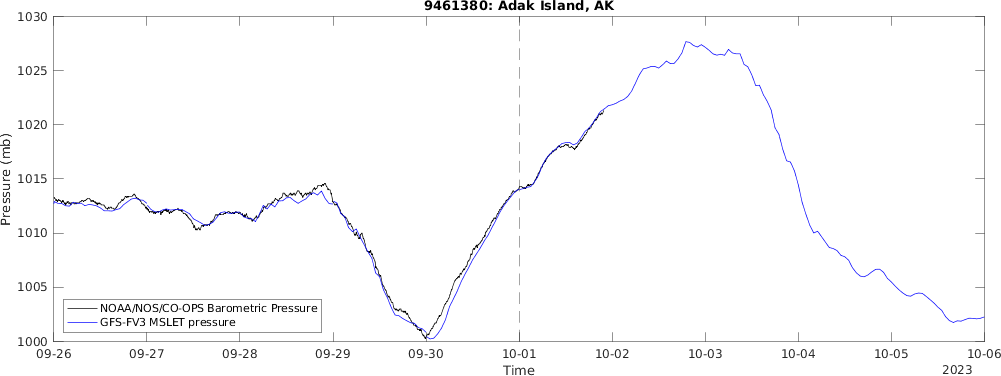 9461380: Adak Island, AK
Pressure (mb)
1030
1025
1020
1015
1010
1005
1000
NOAA/NOS/CO-OPS Barometric Pressure
GFS-FV3 MSLET pressure
09-26 09-27 09-28 09-29 09-30 10-01 10-02 10-03 10-04 10-05 10-06
Time
2023